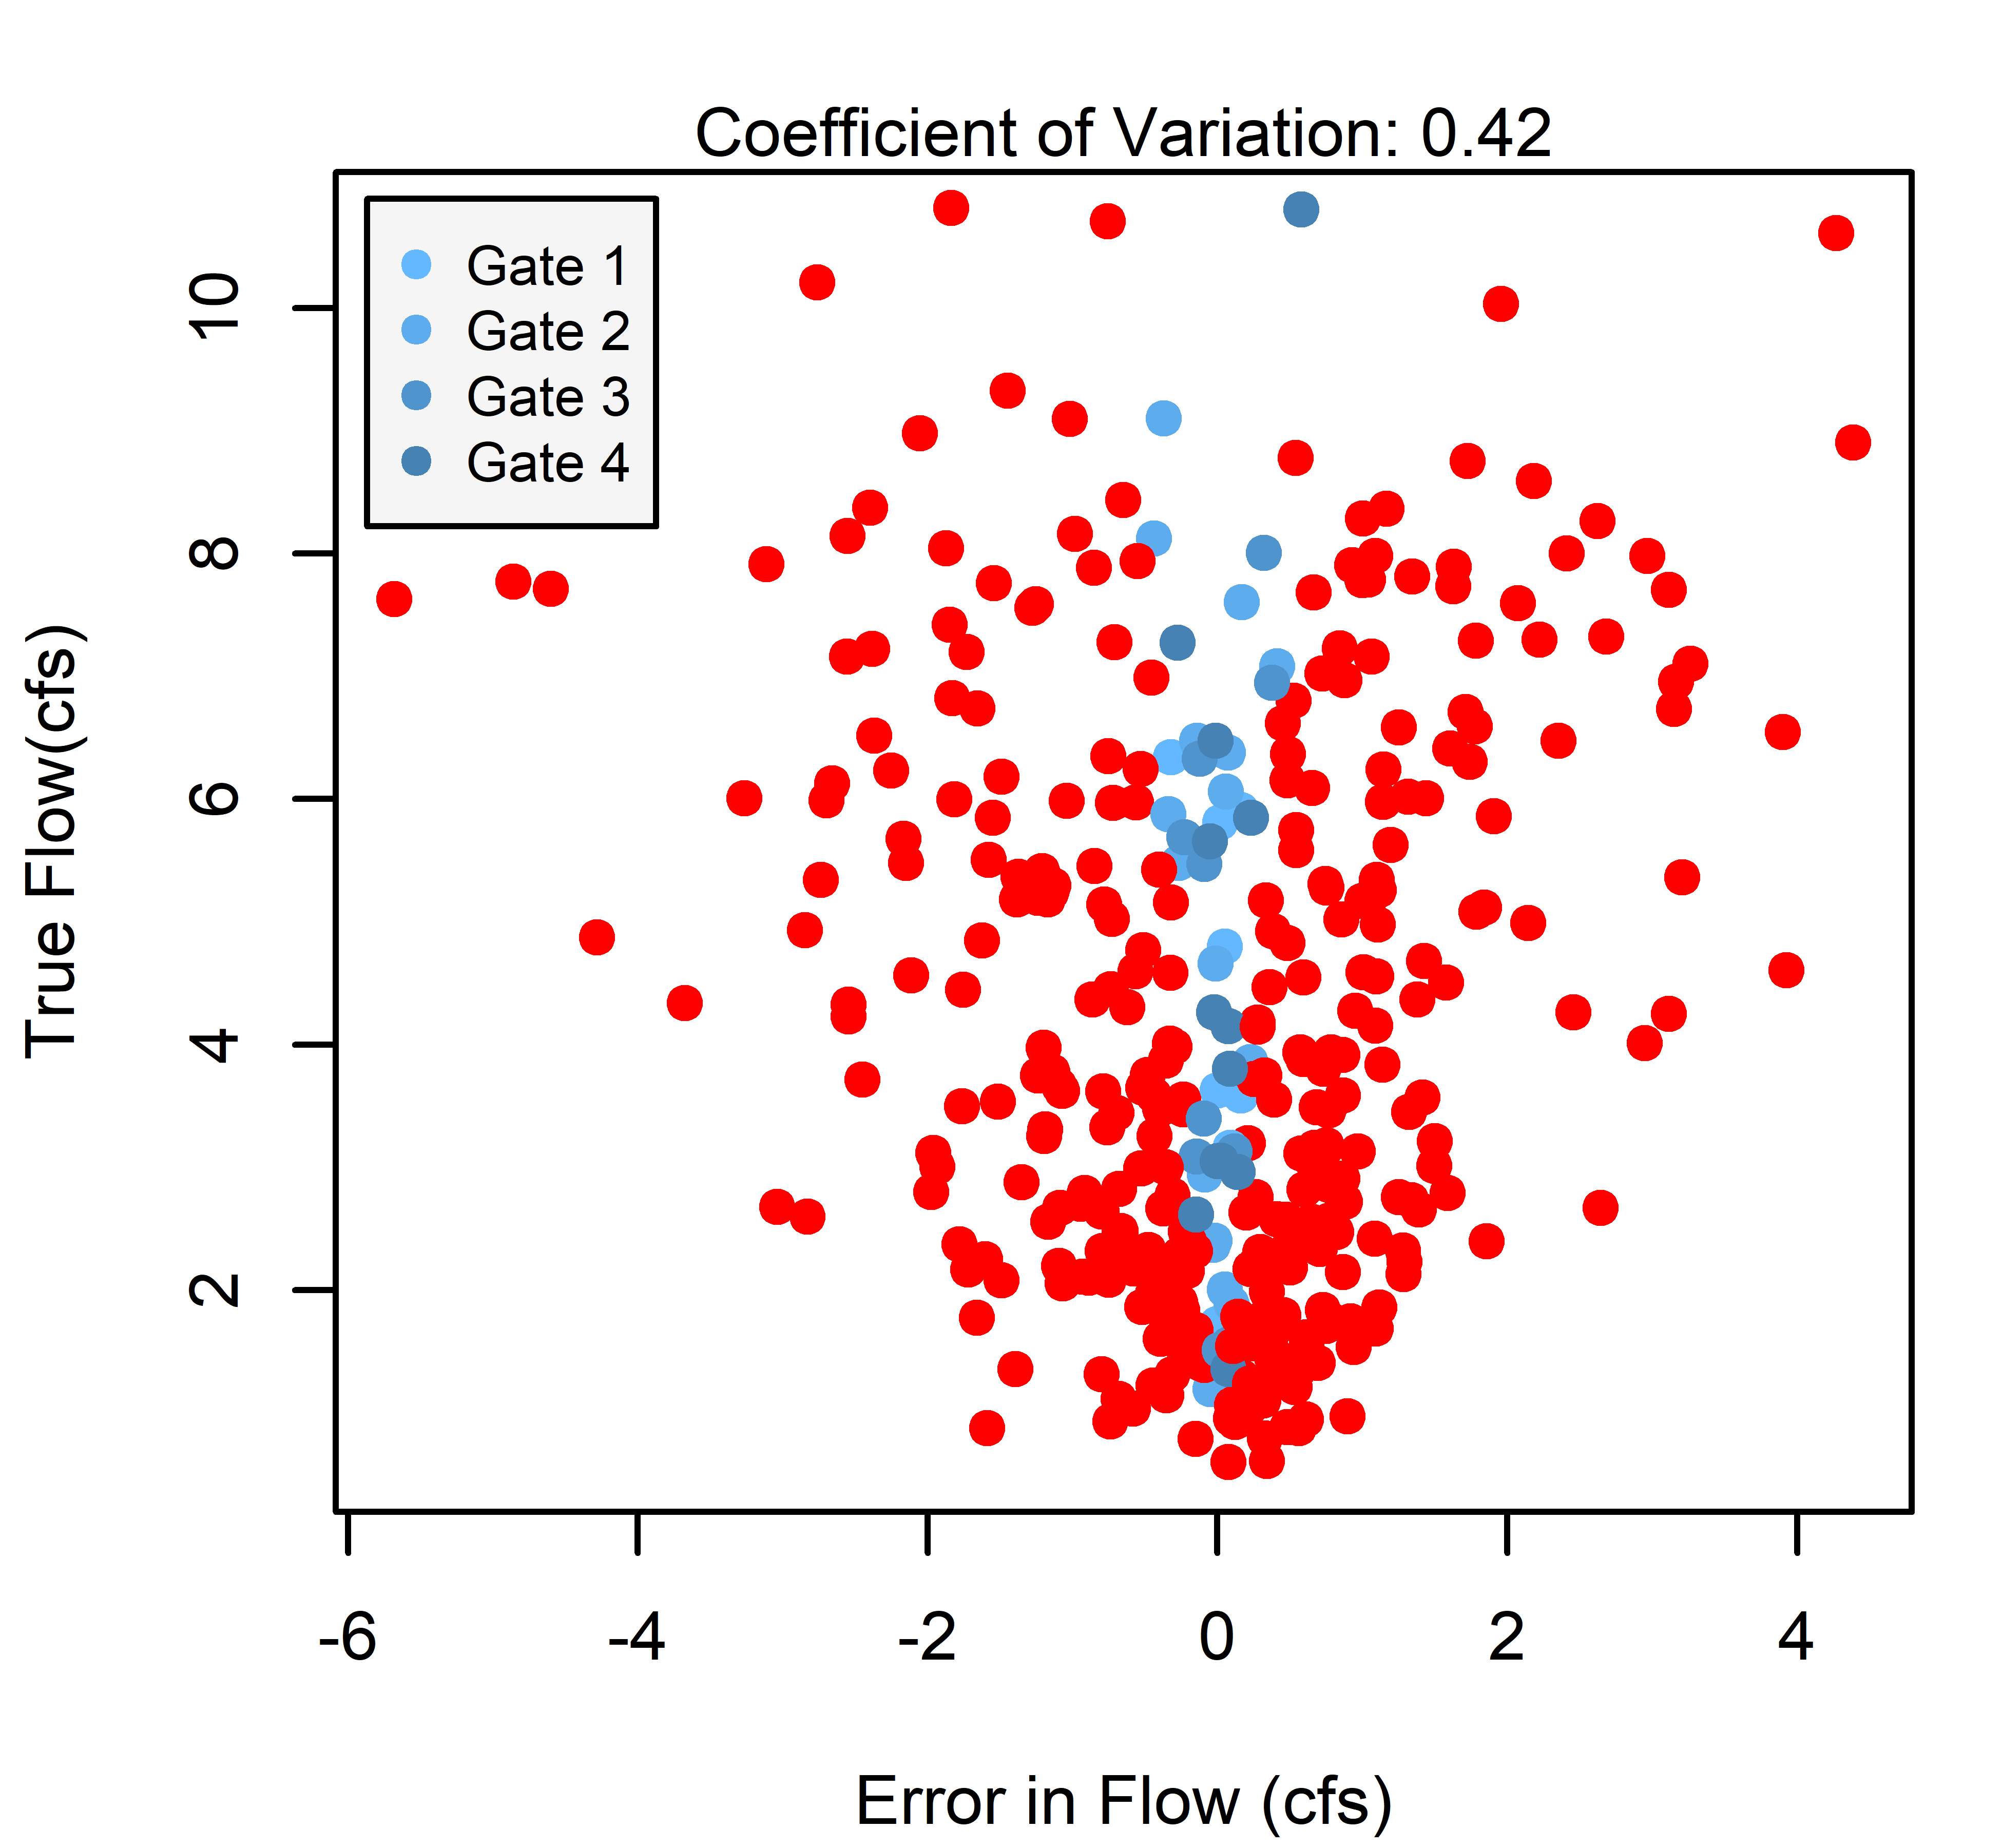 Coefficient of Variation: 0.42
Gate 1
Gate 2
Gate 3
Gate 4
True Flow(cfs)
10
8
6
4
2
-6 -4 -2 0 2 4
Error in Flow (cfs)